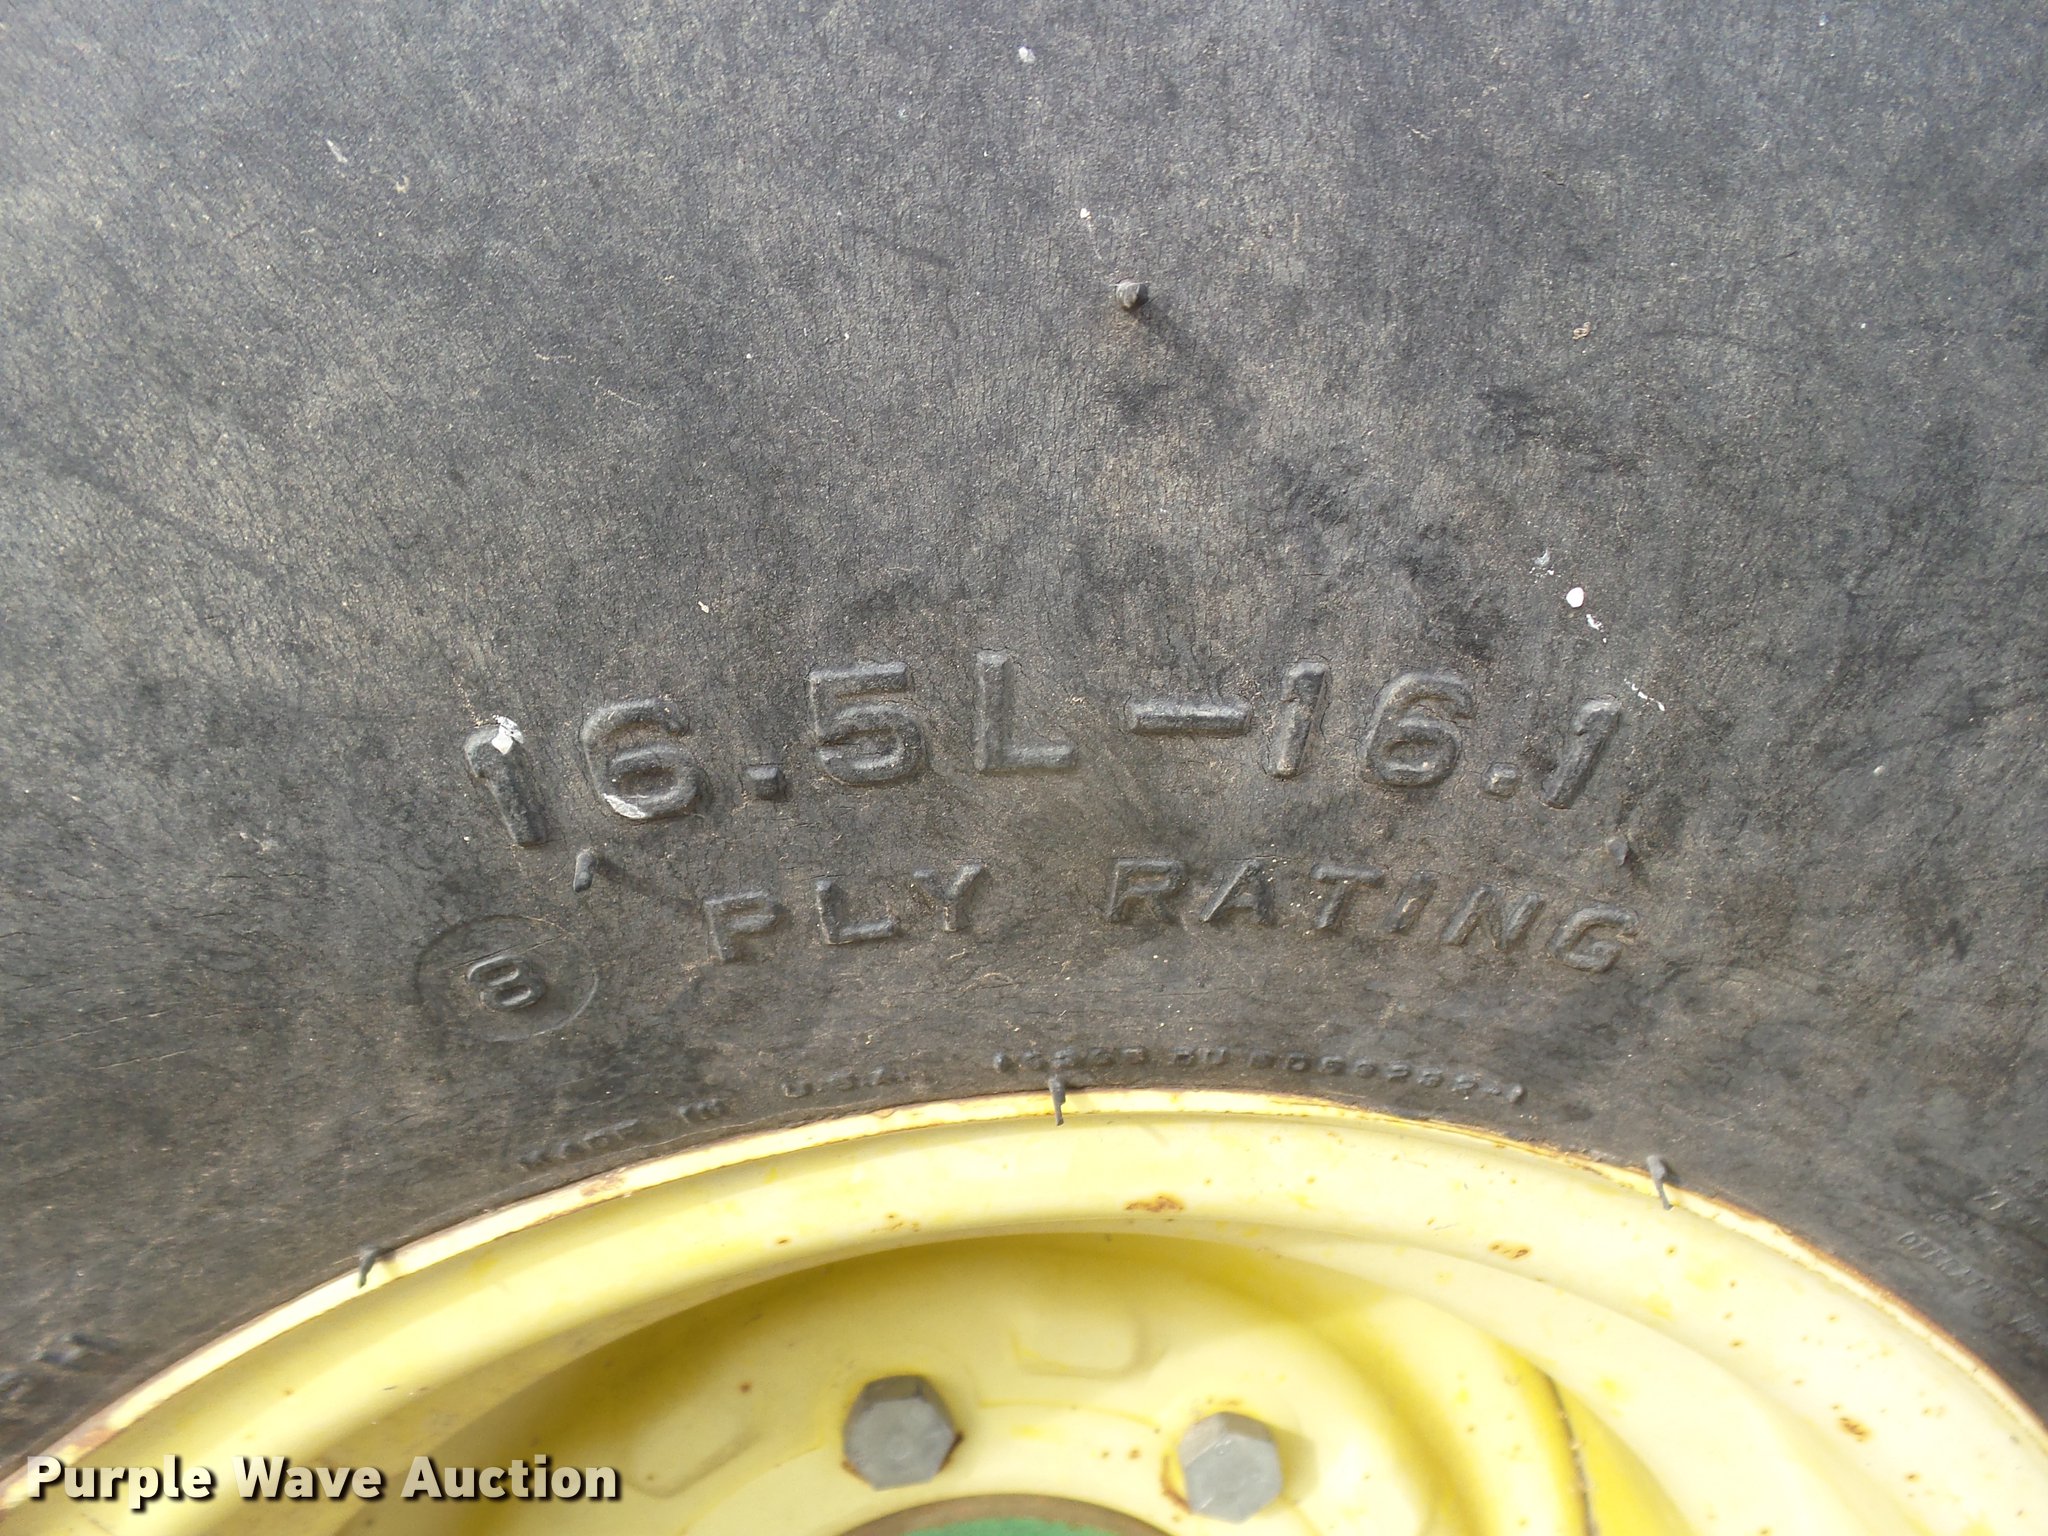 16.5L-16.1
8 PLY RATING
MADE IN U.S.A.
Purple Wave Auction